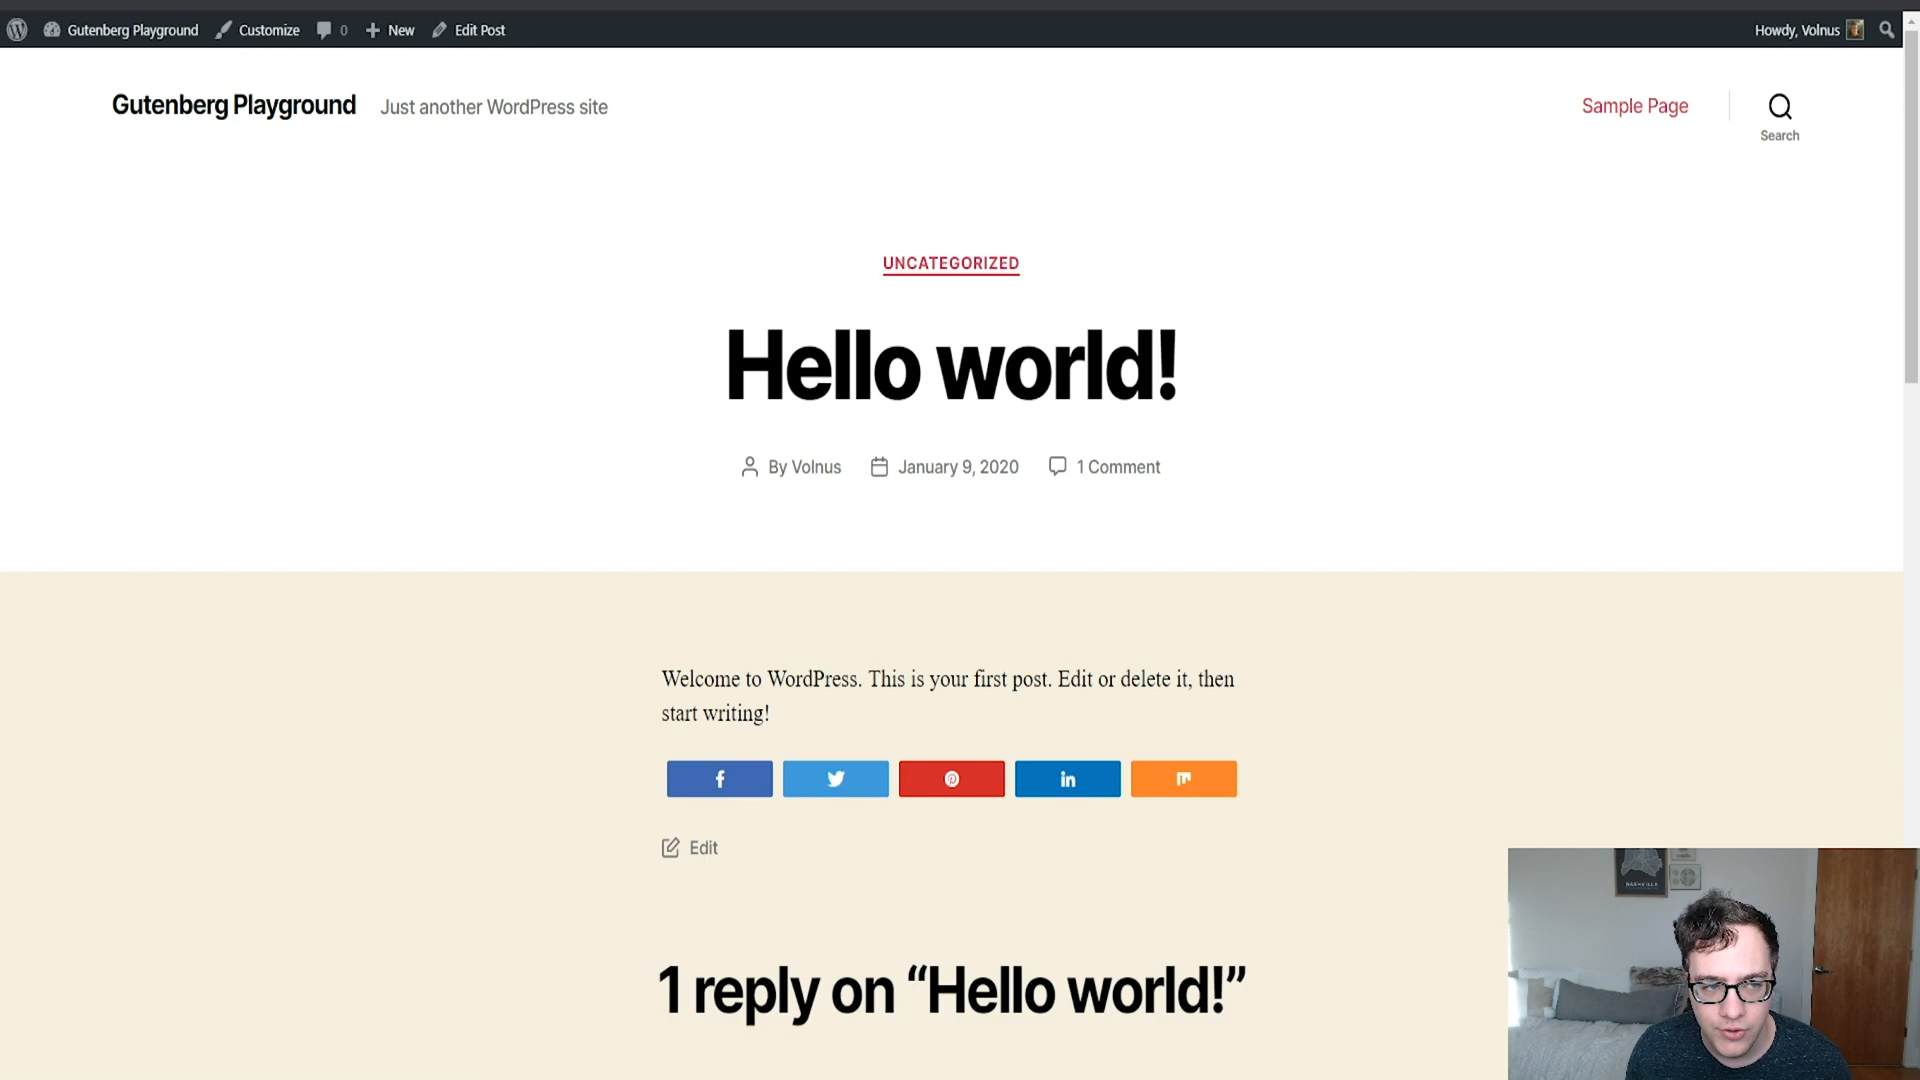 Gutenberg Playground Customize 0 New Edit Post Howdy, Volnus
Gutenberg Playground Just another WordPress site Sample Page
Search
UNCATEGORIZED
Hello world!
By Volnus January 9, 2020 1 Comment
Welcome to WordPress. This is your first post. Edit or delete it, then
start writing!
Edit
1 reply on “Hello world!”
NASHVILLE